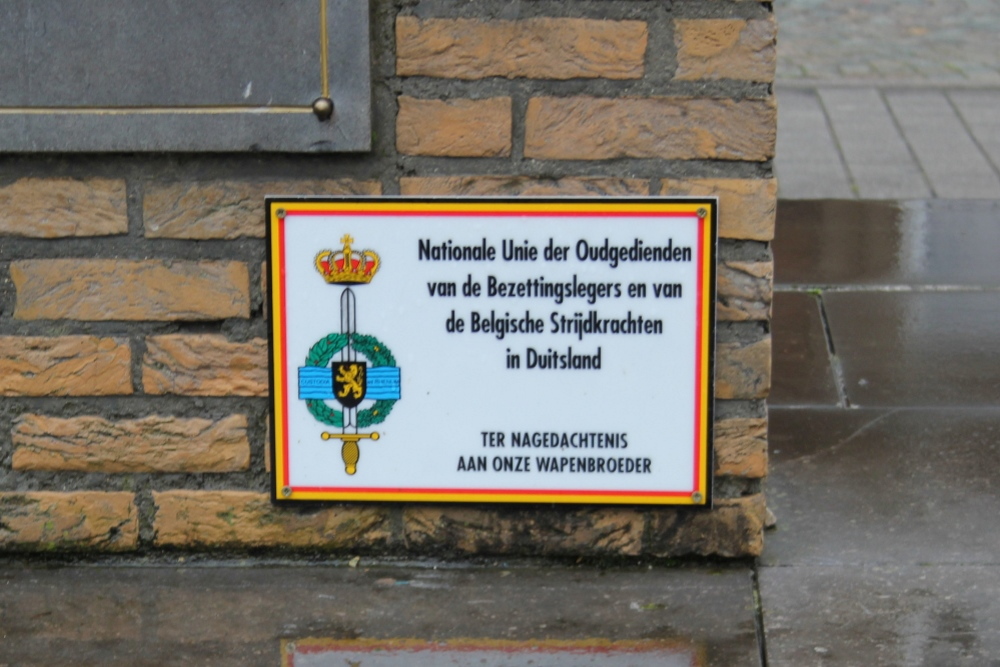 Nationale Unie der Oudgedienden
van de Bezettingslegers en van
de Belgische Strijdkrachten
in Duitsland
TER NAGEDACHTENIS
AAN ONZE WAPENBROEDER